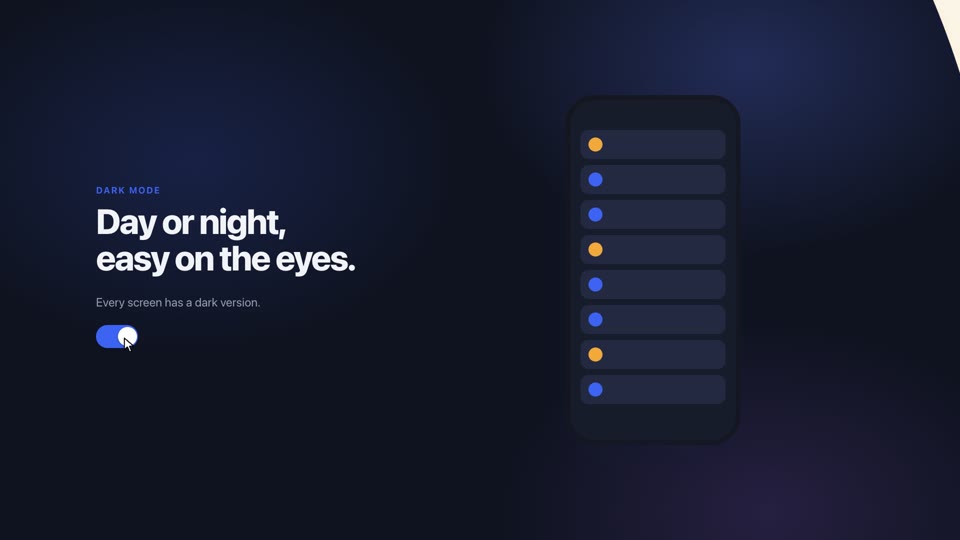 DARK MODE
Day or night,
easy on the eyes.
Every screen has a dark version.